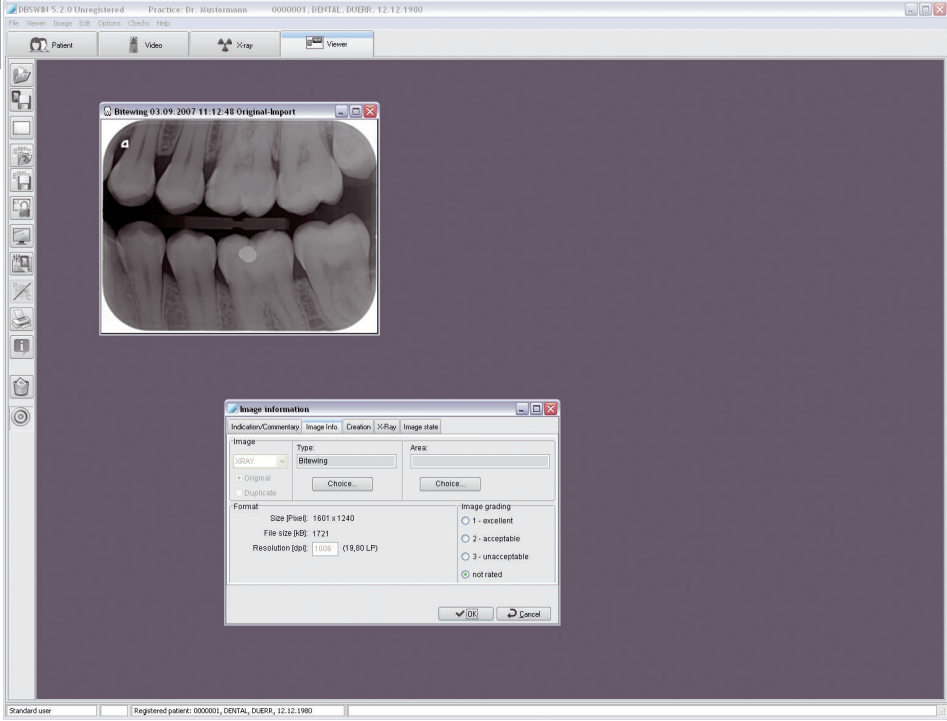 DBSWIN 5.2.0 Unregistered Practice: Dr. Mustermann 0000001, DENTAL, DUERR, 12.12.1980
File Viewer Image Edit Options Checks Help
Patient Video X-ray Viewer
Bitewing 03.09.2007 11:12:48 Original-Import
a
Image information
Indication/Commentary Image Info. Creation X-Ray Image state
Image
XRAY
Original
Duplicate
Type:
Bitewing
Choice...
Area:
Choice...
Format
Size [Pixel]: 1601 x 1240
File size [kB]: 1721
Resolution [dpi]: 1006 (19,80 LP)
Image grading
1 - excellent
2 - acceptable
3 - unacceptable
not rated
OK Cancel
Standard user Registered patient: 0000001, DENTAL, DUERR, 12.12.1980